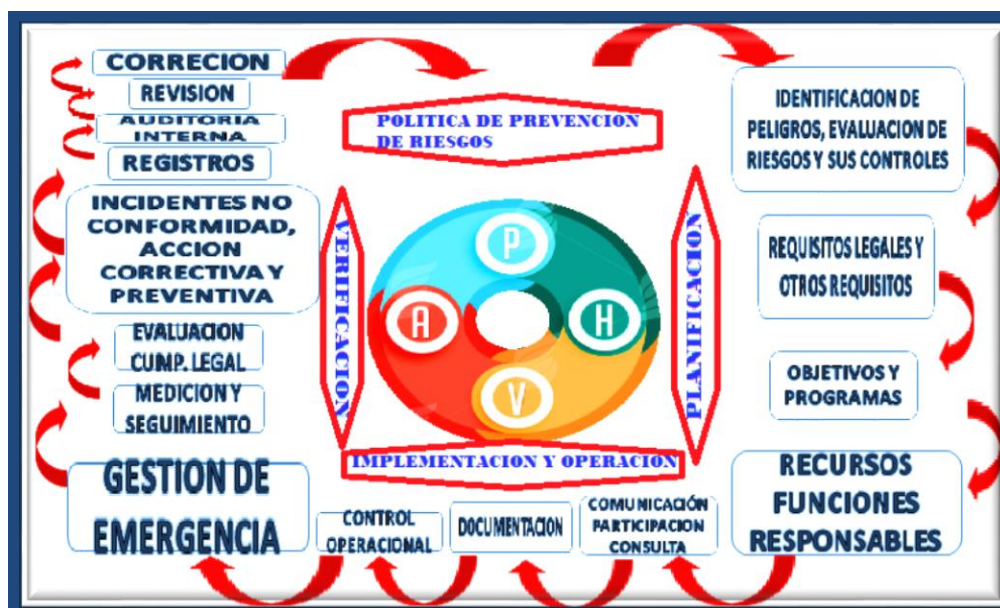 CORRECION
REVISION
AUDITORIA
INTERNA
REGISTROS
INCIDENTES NO
CONFORMIDAD,
ACCION
CORRECTIVA Y
PREVENTIVA
EVALUACION
CUMP. LEGAL
MEDICION Y
SEGUIMIENTO
GESTION DE
EMERGENCIA
POLITICA DE PREVENCION
DE RIESGOS
VERIFICACION
P
A
H
V
PLANIFICACION
IMPLEMENTACION Y OPERACIÓN
CONTROL
OPERACIONAL
DOCUMENTACION
COMUNICACIÓN
PARTICIPACION
CONSULTA
IDENTIFICACION DE
PELIGROS, EVALUACION DE
RIESGOS Y SUS CONTROLES
REQUISITOS LEGALES Y
OTROS REQUISITOS
OBJETIVOS Y
PROGRAMAS
RECURSOS
FUNCIONES
RESPONSABLES